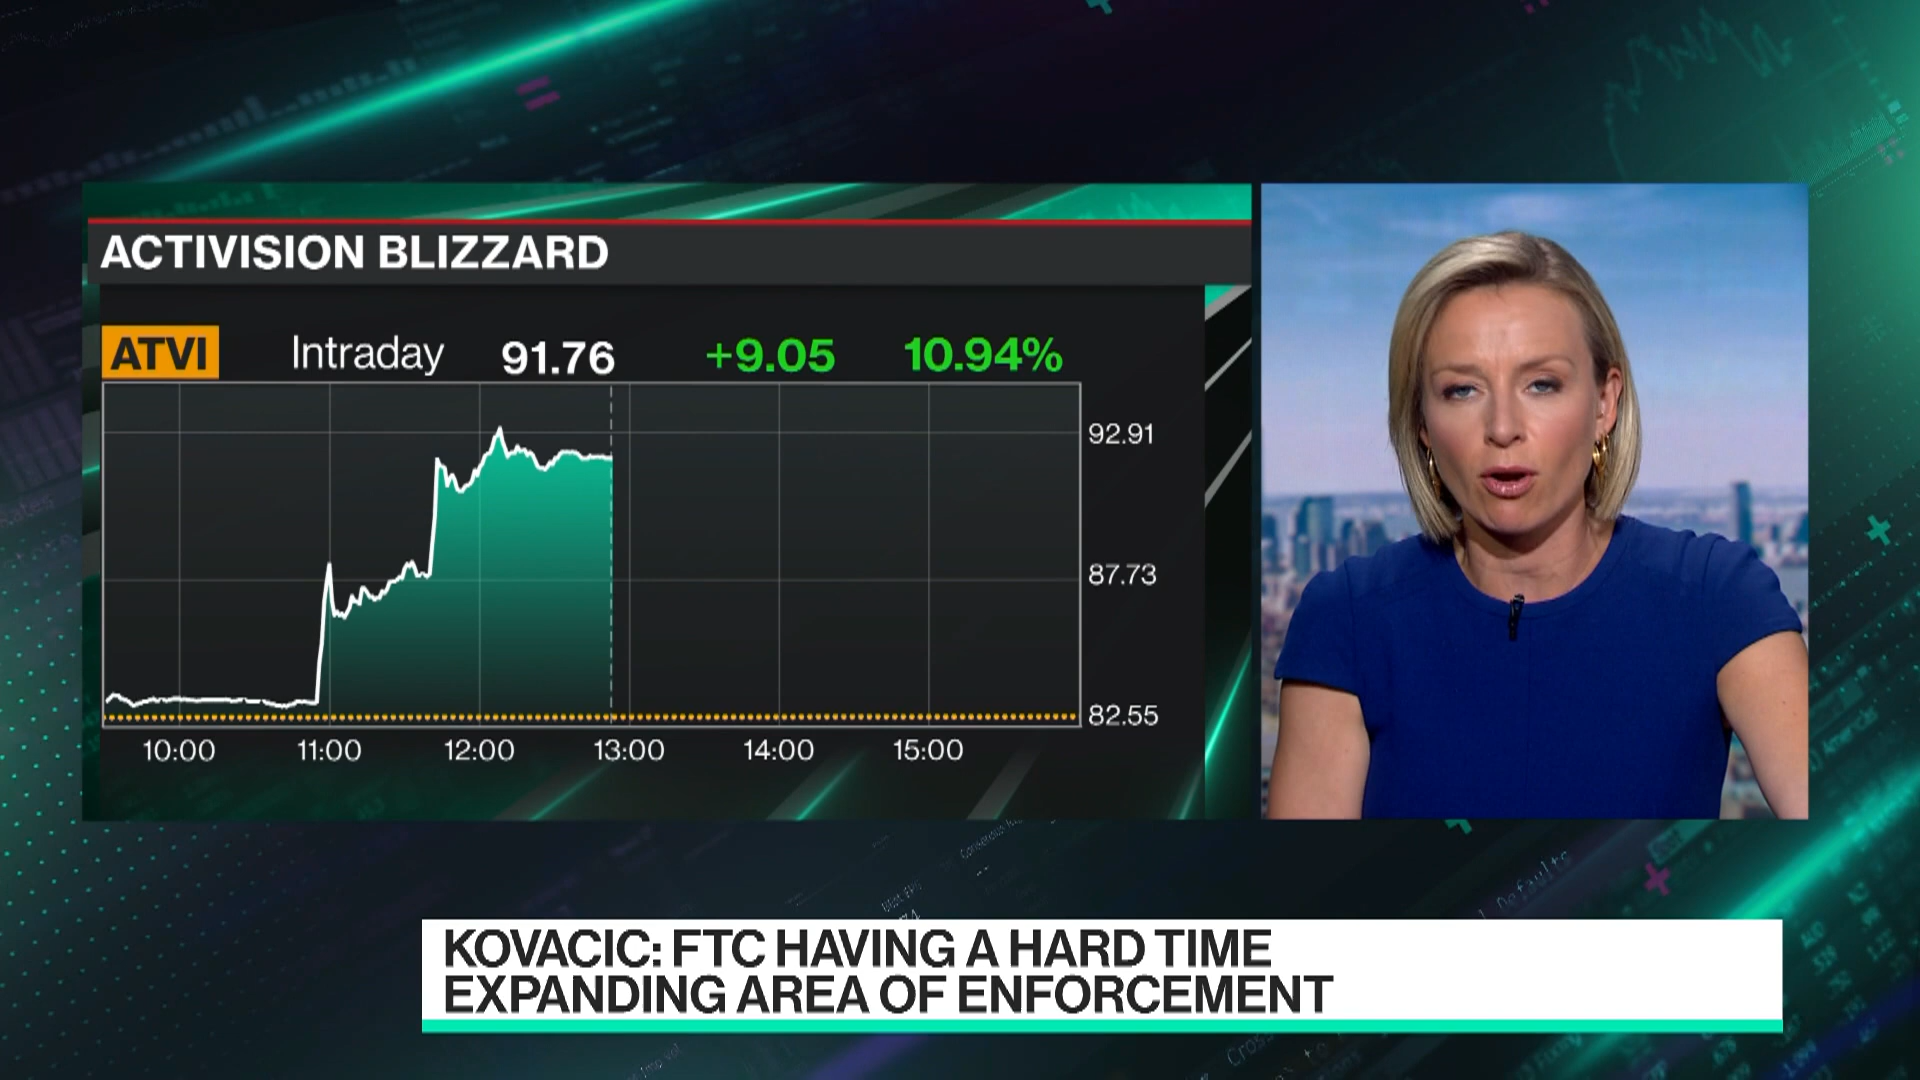 ACTIVISION BLIZZARD
ATVI Intraday 91.76 +9.05 10.94%
92.91
87.73
82.55
10:00 11:00 12:00 13:00 14:00 15:00
KOVACIC: FTC HAVING A HARD TIME
EXPANDING AREA OF ENFORCEMENT